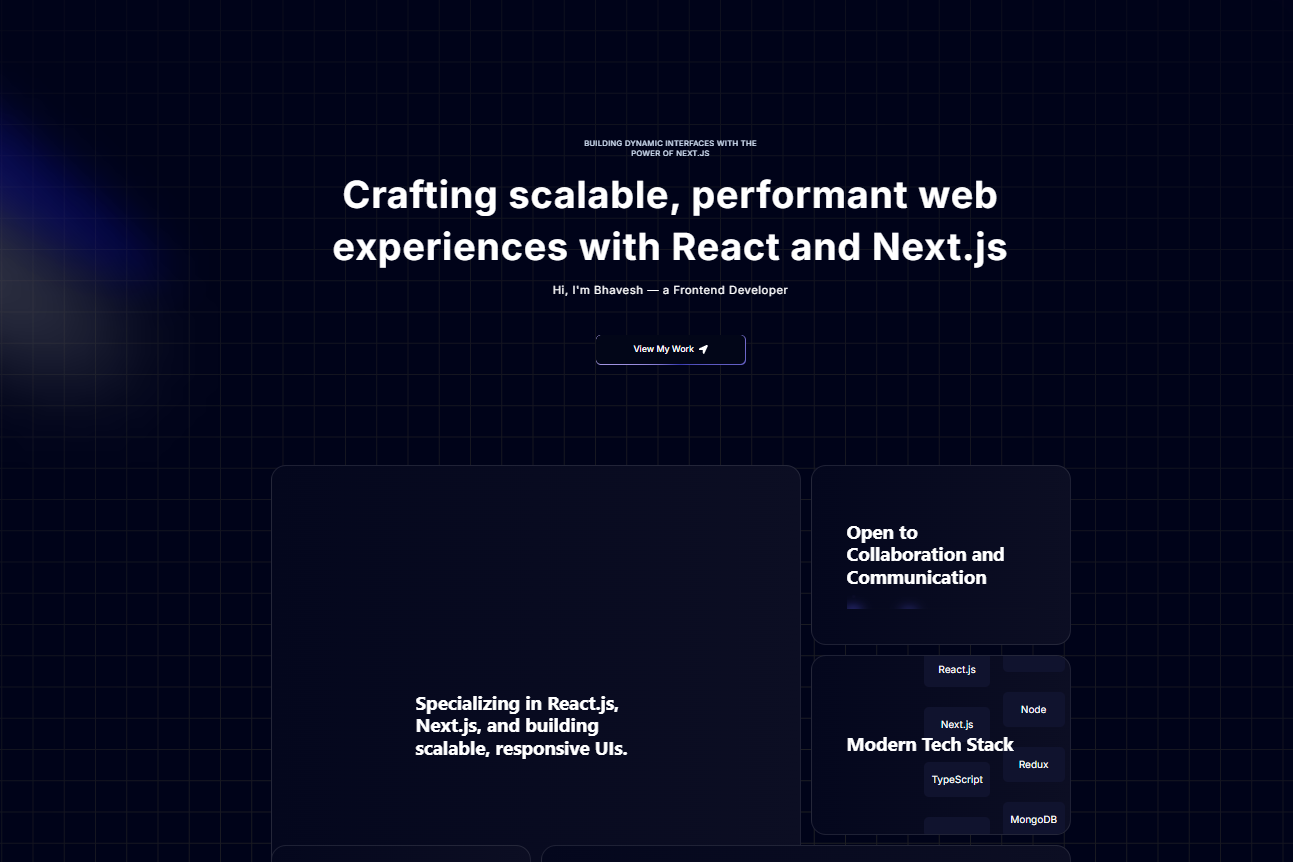 BUILDING DYNAMIC INTERFACES WITH THE
POWER OF NEXT.JS
Crafting scalable, performant web
experiences with React and Next.js
Hi, I'm Bhavesh — a Frontend Developer
View My Work
Open to
Collaboration and
Communication
Specializing in React.js,
Next.js, and building
scalable, responsive UIs.
React.js
Node
Next.js
Modern Tech Stack
Redux
TypeScript
MongoDB